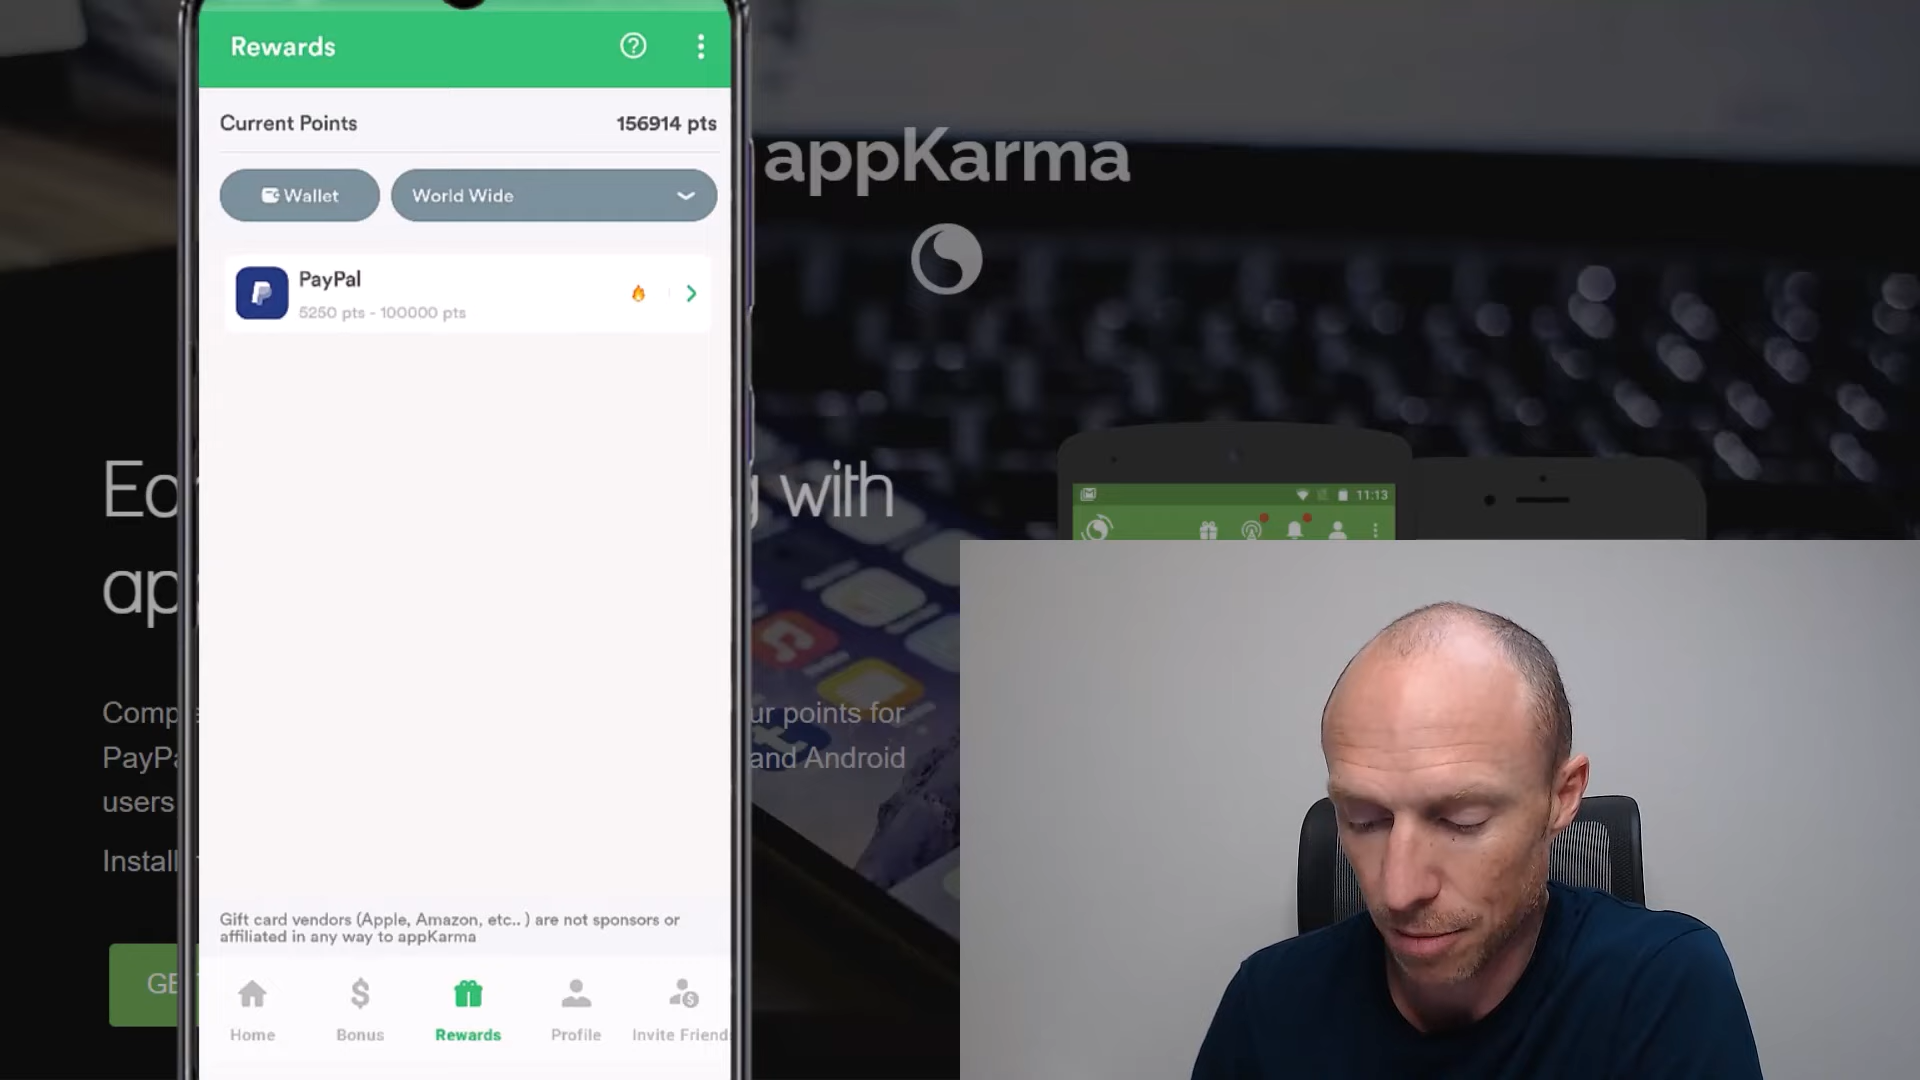 Rewards
Current Points 156914 pts
Wallet World Wide
PayPal
5250 pts - 100000 pts
Gift card vendors (Apple, Amazon, etc.. ) are not sponsors or
affiliated in any way to appKarma
Home Bonus Rewards Profile Invite Friend
appKarma
with
ur points for
and Android
users
Install
11:13